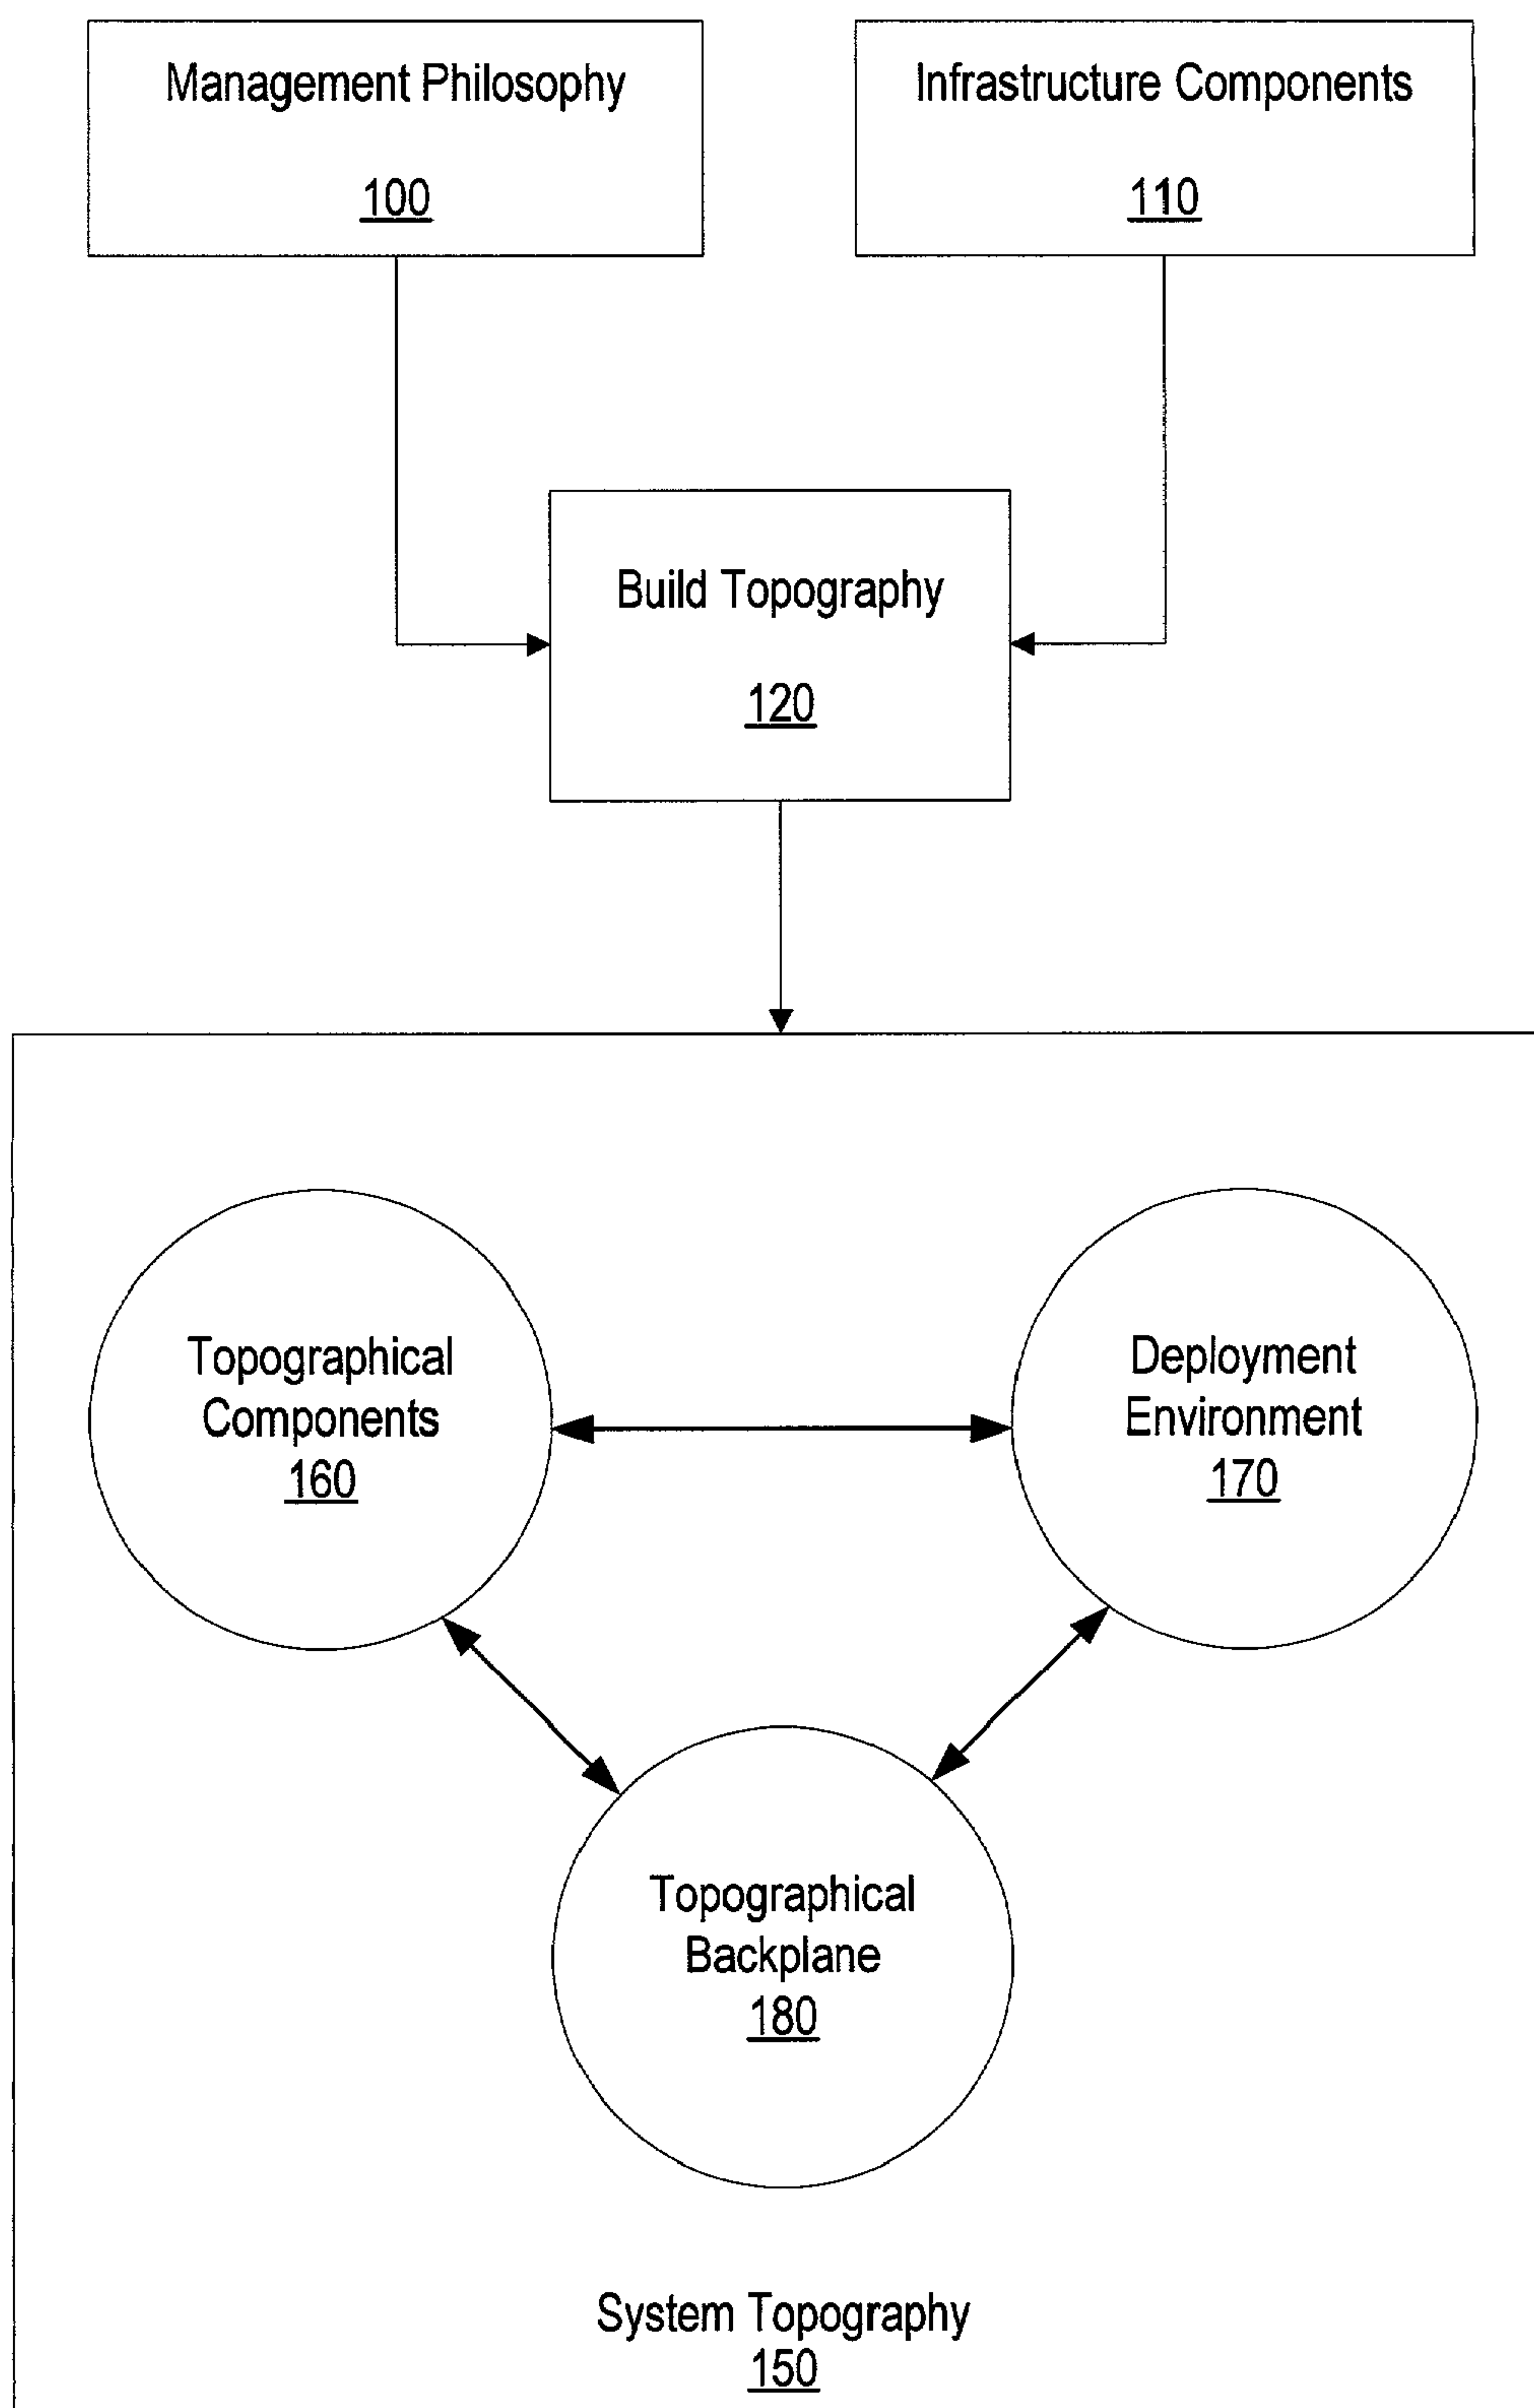 Management Philosophy
100
Infrastructure Components
110
Build Topography
120
Topographical
Components
160
Deployment
Environment
170
Topographical
Backplane
180
System Topography
150